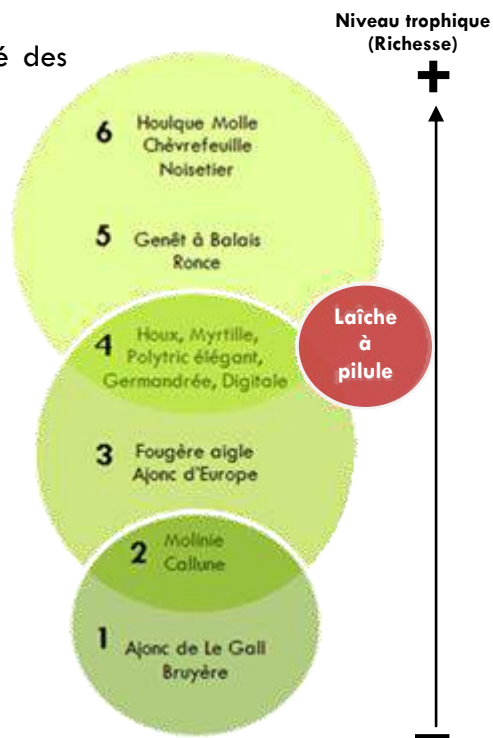 é des
Niveau trophique
(Richesse)
+
6 Houlque Molle
Chèvrefeuille
Noisetier
5 Genêt à Balais
Ronce
Laîche
à
pilule
4 Houx, Myrtille,
Polytric élégant,
Germandrée, Digitale
3 Fougère aigle
Ajonc d'Europe
2 Molinie
Callune
1 Ajonc de Le Gall
Bruyère
−